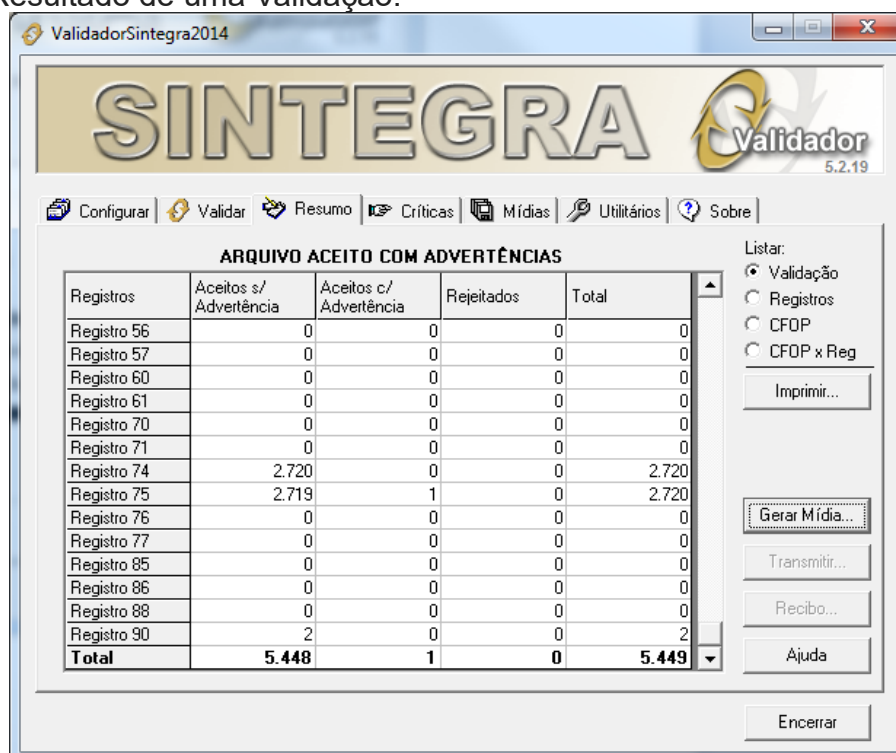 Resultado de uma Validação:
ValidadorSintegra2014
SINTEGRA
Validador
5.2.19
Configurar Validar Resumo Críticas Mídias Utilitários Sobre
ARQUIVO ACEITO COM ADVERTÊNCIAS
Registros Aceitos s/ Advertência Aceitos c/ Advertência Rejeitados Total
Registro 56 0 0 0 0
Registro 57 0 0 0 0
Registro 60 0 0 0 0
Registro 61 0 0 0 0
Registro 70 0 0 0 0
Registro 71 0 0 0 0
Registro 74 2.720 0 0 2.720
Registro 75 2.719 1 0 2.720
Registro 76 0 0 0 0
Registro 77 0 0 0 0
Registro 85 0 0 0 0
Registro 86 0 0 0 0
Registro 88 0 0 0 0
Registro 90 2 0 0 2
Total 5.448 1 0 5.449
Listar:
Validação
Registros
CFOP
CFOP x Reg
Imprimir...
Gerar Mídia...
Transmitir...
Recibo...
Ajuda
Encerrar